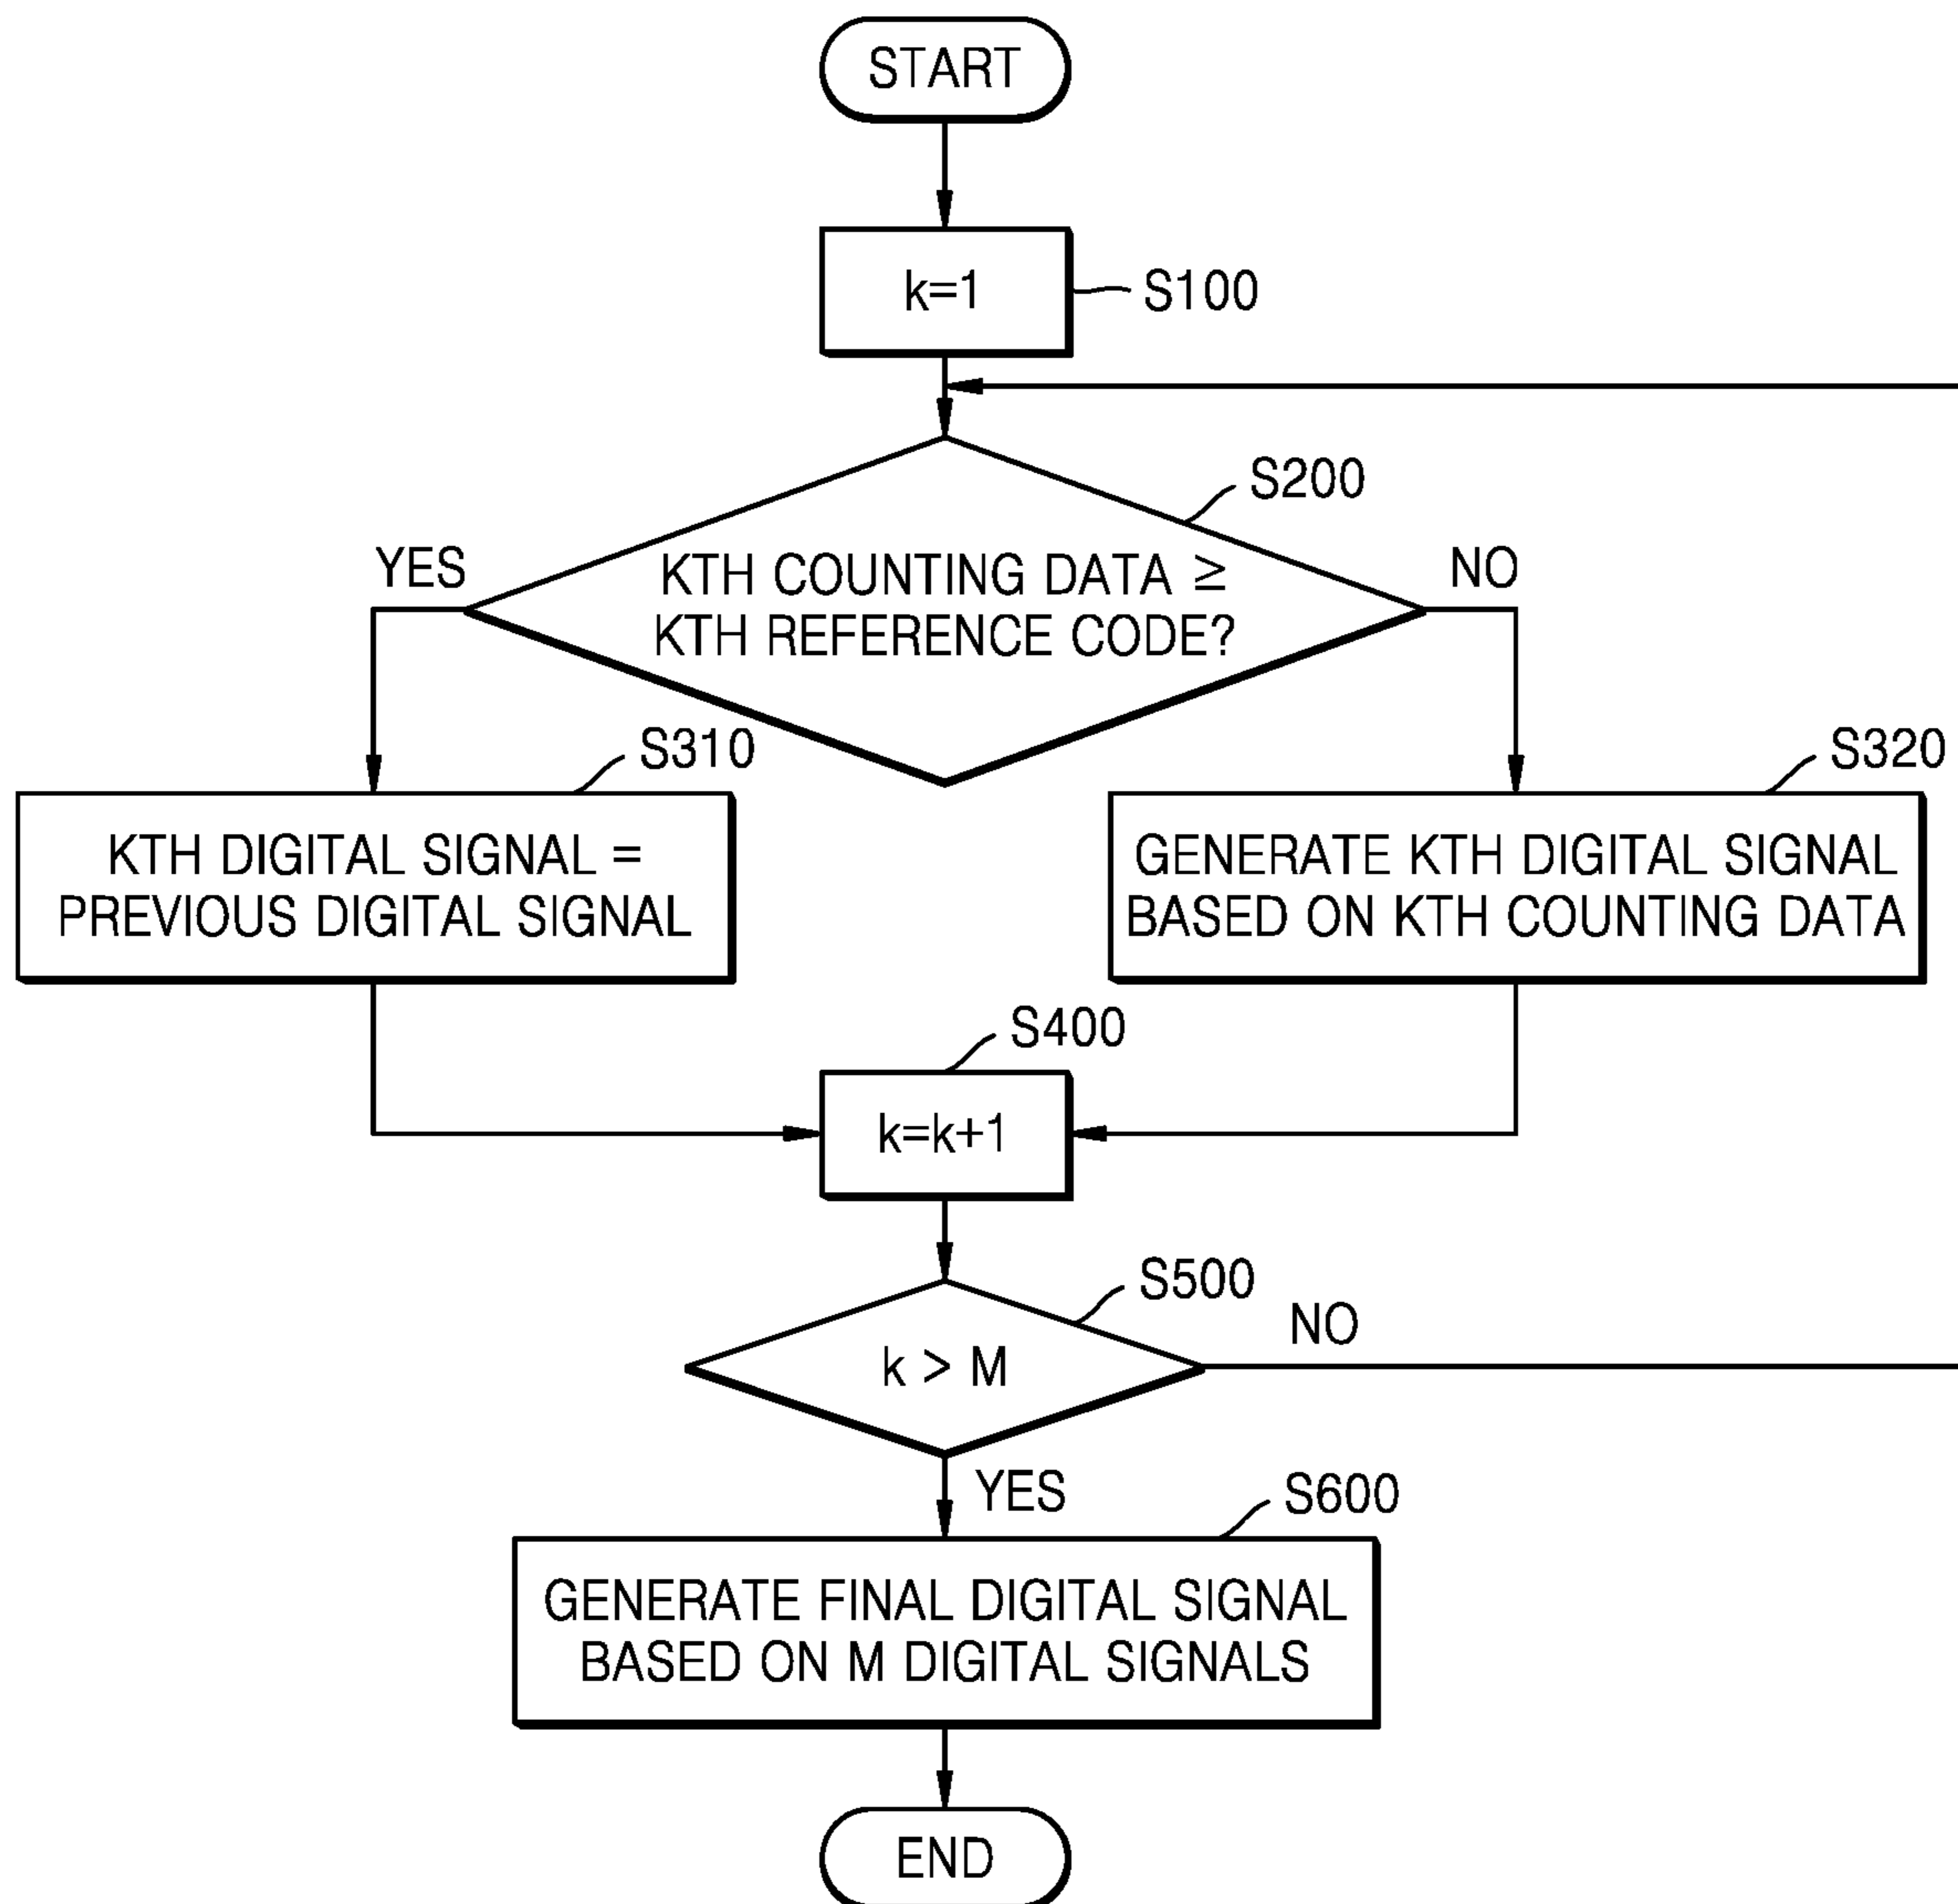 START
k=1
S100
S200
YES
KTH COUNTING DATA ≥
KTH REFERENCE CODE?
NO
S310
S320
KTH DIGITAL SIGNAL =
PREVIOUS DIGITAL SIGNAL
GENERATE KTH DIGITAL SIGNAL
BASED ON KTH COUNTING DATA
S400
k=k+1
S500
k > M
NO
YES
S600
GENERATE FINAL DIGITAL SIGNAL
BASED ON M DIGITAL SIGNALS
END